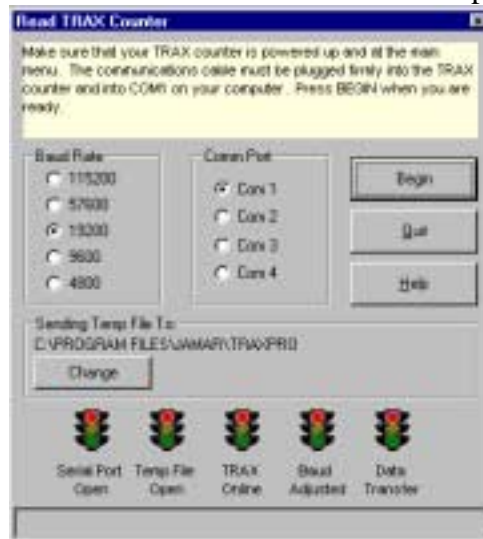 Read TRAX Counter
Make sure that your TRAX counter is powered up and at the main
menu. The communications cable must be plugged firmly into the TRAX
counter and into COM1 on your computer. Press BEGIN when you are
ready.
Baud Rate
115200
57600
19200
9600
4800
Comm Port
Com 1
Com 2
Com 3
Com 4
Begin
Quit
Help
Sending Temp File To:
C:\PROGRAM FILES\JAMAR\TRAXPRO
Change
Serial Port Open
Temp File Open
TRAX Online
Baud Adjusted
Data Transfer